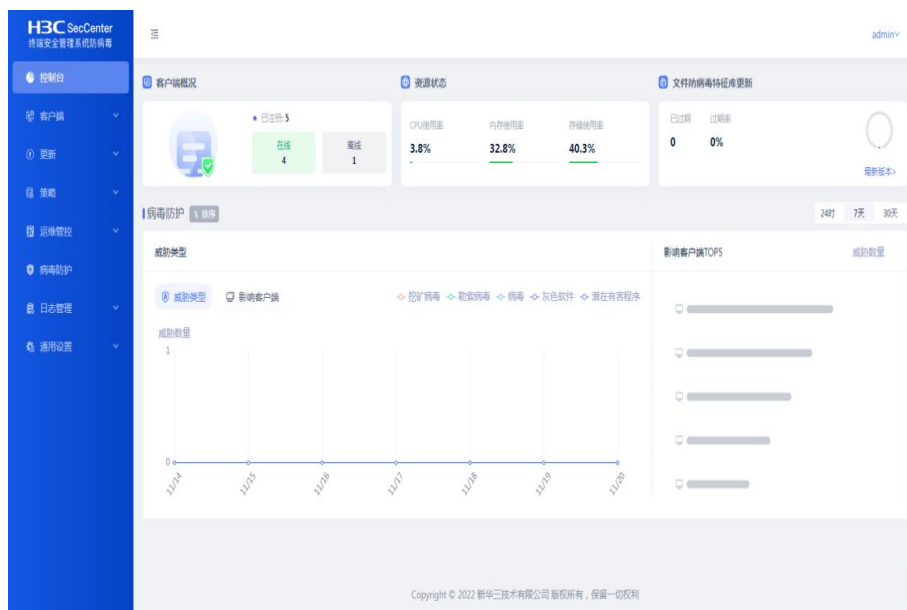 H3C SecCenter
终端安全管理系统防病毒
admin
控制台
客户端
更新
策略
运维管控
病毒防护
日志管理
通用设置
客户端概况
已注册: 5
在线
4
离线
1
资源状态
CPU使用率
3.8%
内存使用率
32.8%
存储使用率
40.3%
文件防病毒特征库更新
已过期
0
过期率
0%
最新版本>
病毒防护
排序
24时 7天 30天
威胁类型
威胁类型 影响客户端
挖矿病毒 勒索病毒 病毒 灰色软件 潜在有害程序
威胁数量
1
0
11/14 11/15 11/16 11/17 11/18 11/19 11/20
影响客户端TOP5 威胁数量
Copyright © 2022 新华三技术有限公司 版权所有，保留一切权利